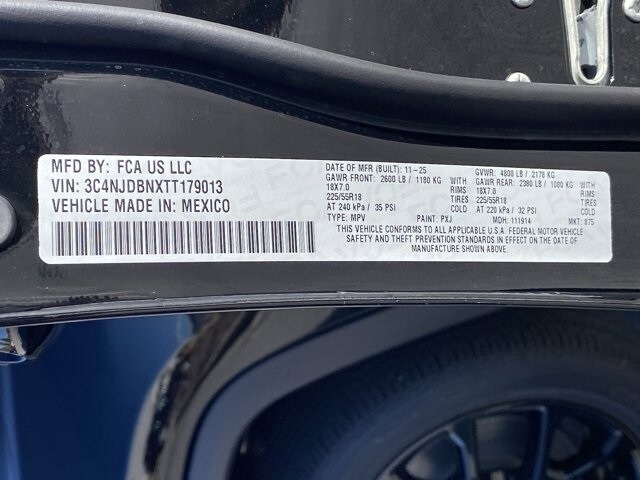 MFD BY: FCA US LLC
VIN: 3C4NJDBNXTT179013
VEHICLE MADE IN: MEXICO
DATE OF MFR (BUILT): 11-25 GVWR: 4800 LB / 2178 KG
GAWR FRONT: 2600 LB / 1180 KG RIMS GAWR REAR: 2380 LB / 1080 KG RIMS
18X7.0 TIRES 18X7.0 TIRES
225/55R18 COLD 225/55R18 COLD
AT 240 kPa / 35 PSI AT 220 kPa / 32 PSI
TYPE: MPV PAINT: PXJ MDH: 111914 MKT: 875
THIS VEHICLE CONFORMS TO ALL APPLICABLE U.S.A. FEDERAL MOTOR VEHICLE
SAFETY AND THEFT PREVENTION STANDARDS IN EFFECT ON THE DATE OF
MANUFACTURE SHOWN ABOVE.